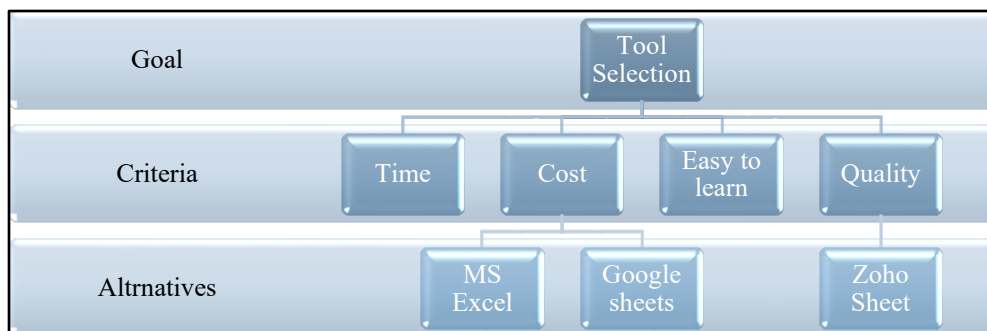 Goal
Tool
Selection
Criteria
Time
Cost
Easy to
learn
Quality
Altrnatives
MS
Excel
Google
sheets
Zoho
Sheet